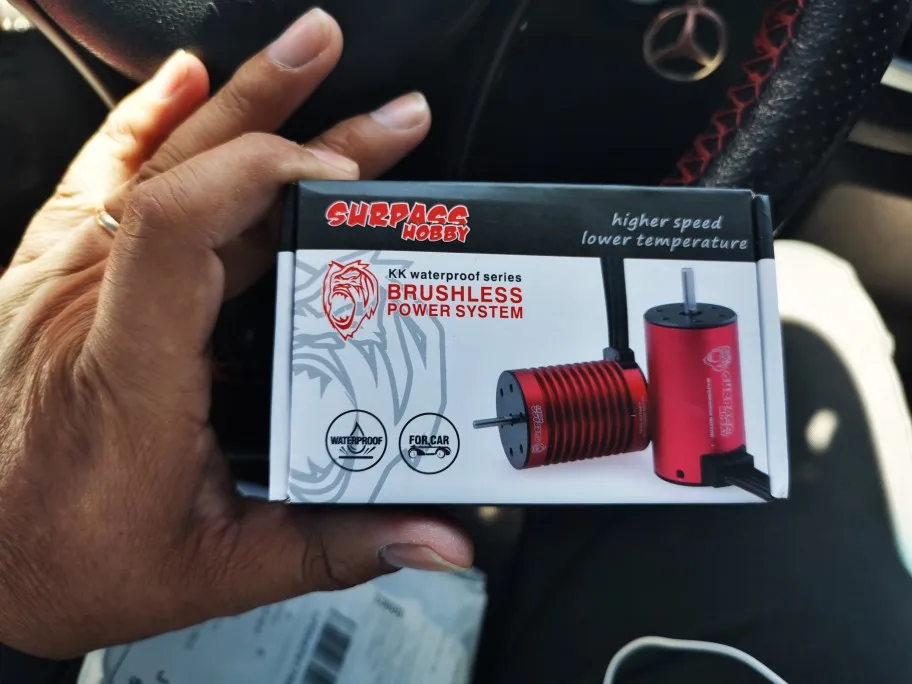 SURPASS
HOBBY
higher speed
lower temperature
KK waterproof series
BRUSHLESS
POWER SYSTEM
WATERPROOF
FOR CAR